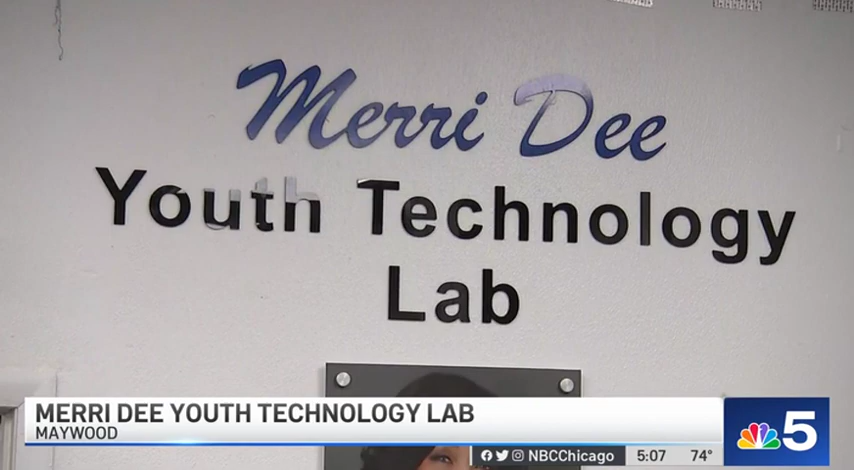 Merri Dee
Youth Technology
Lab
MERRI DEE YOUTH TECHNOLOGY LAB
MAYWOOD
5
NBCChicago
5:07
74°